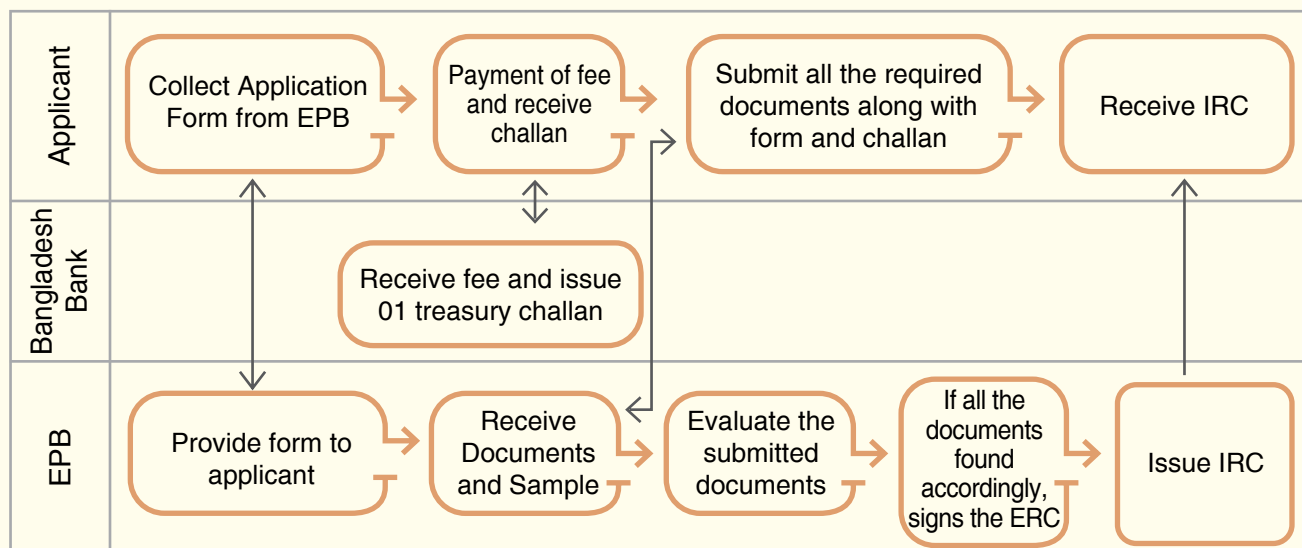 Applicant
Collect Application
Form from EPB
Payment of fee
and receive
challan
Submit all the required
documents along with
form and challan
Receive IRC
Bangladesh
Bank
Receive fee and issue
01 treasury challan
EPB
Provide form to
applicant
Receive
Documents
and Sample
Evaluate the
submitted
documents
If all the
documents
found
accordingly,
signs the ERC
Issue IRC